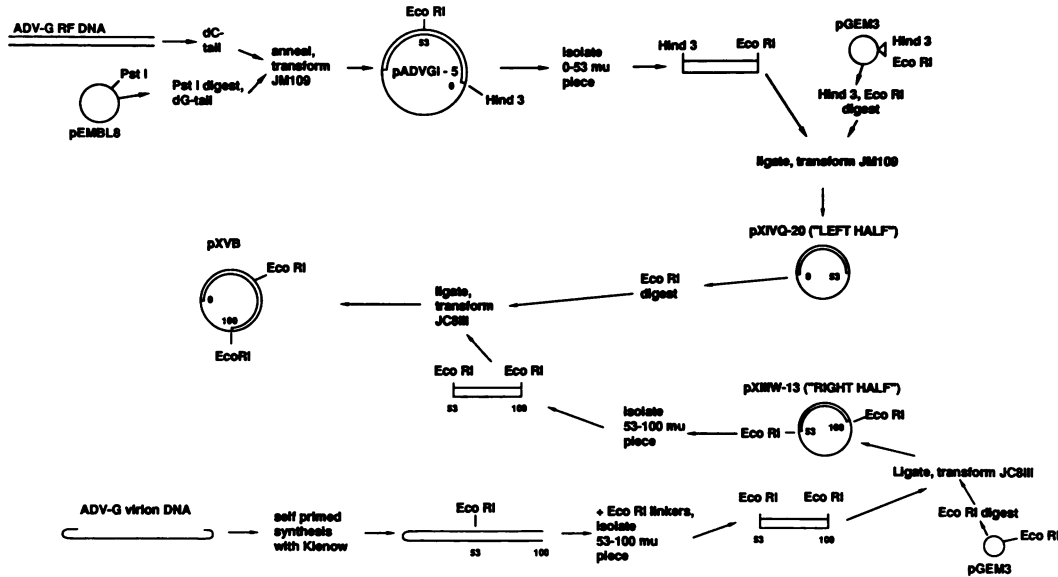 ADV-G RF DNA
dC-
tail
Pst I
pEMBL8
Pst I digest,
dG-tail
anneal,
transform
JM109
Eco RI
53
pADVGI - 5
0
Hind 3
Isolate
0-53 mu
piece
Hind 3
Eco RI
pGEM3
Hind 3
Eco RI
Hind 3, Eco RI
digest
ligate, transform JM109
pXIVQ-20 ("LEFT HALF")
0
53
Eco RI
digest
ligate,
transform
JC8III
pXVB
Eco RI
0
100
EcoRI
Eco RI
Eco RI
53
100
Isolate
53-100 mu
piece
pXIIIW-13 ("RIGHT HALF")
Eco RI
53
100
Eco RI
Ligate, transform JC8III
Eco RI digest
Eco RI
pGEM3
ADV-G virion DNA
self primed
synthesis
with Klenow
Eco RI
53
100
+ Eco RI linkers,
isolate
53-100 mu
piece
Eco RI
Eco RI
53
100